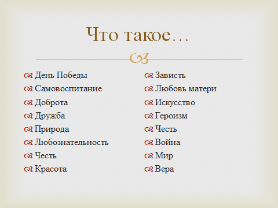 Что такое…
День Победы
Самовоспитание
Доброта
Дружба
Природа
Любознательность
Честь
Красота
Зависть
Любовь матери
Искусство
Героизм
Честь
Война
Мир
Вера